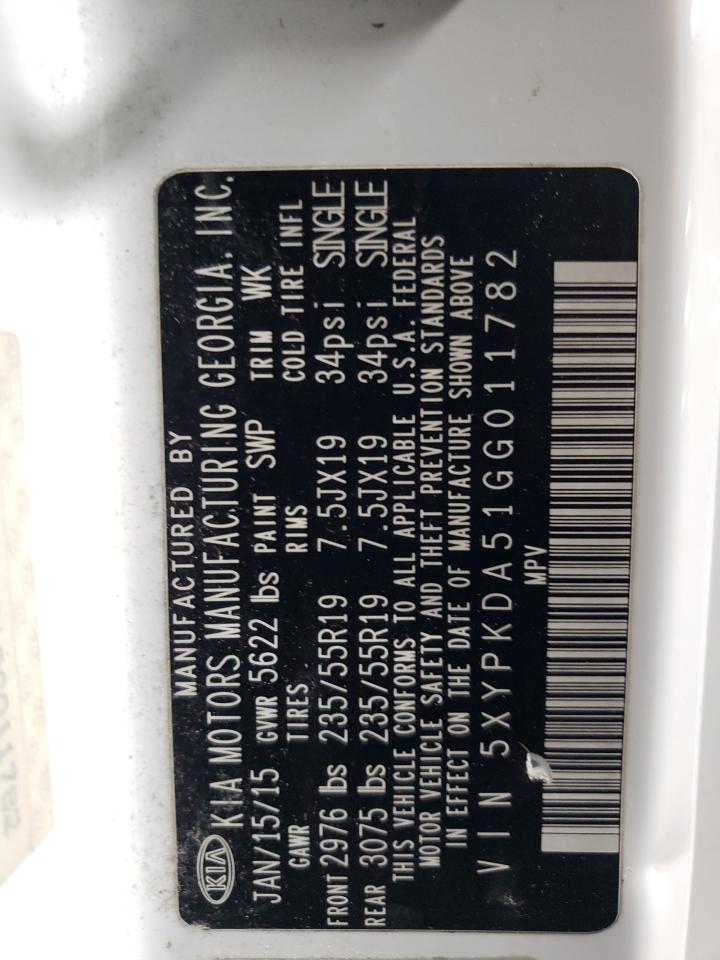 MANUFACTURED BY
KIA KIA MOTORS MANUFACTURING GEORGIA. INC.
JAN/15/15 GVWR 5622 lbs PAINT SWP TRIM WK
GAWR TIRES RIMS COLD TIRE INFL
FRONT 2976 lbs 235/55R19 7.5JX19 34psi SINGLE
REAR 3075 lbs 235/55R19 7.5JX19 34psi SINGLE
THIS VEHICLE CONFORMS TO ALL APPLICABLE U.S.A. FEDERAL
MOTOR VEHICLE SAFETY AND THEFT PREVENTION STANDARDS
IN EFFECT ON THE DATE OF MANUFACTURE SHOWN ABOVE
VIN 5XYPKDA51GG011782
MPV